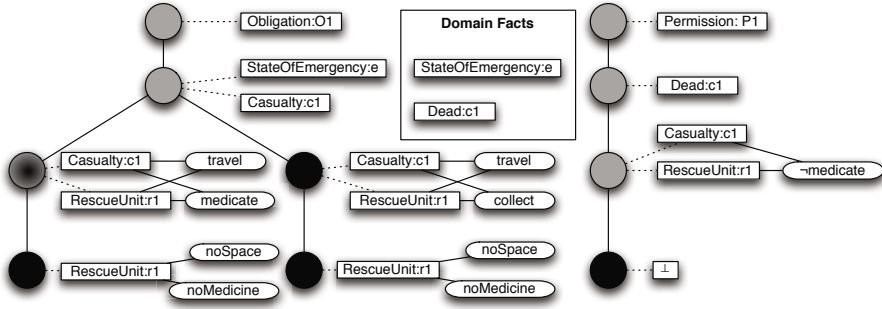 Obligation:O1
Domain Facts
Permission: P1
StateOfEmergency:e
StateOfEmergency:e
Casualty:c1
Dead:c1
Dead:c1
Casualty:c1
travel
RescueUnit:r1
medicate
Casualty:c1
travel
RescueUnit:r1
collect
Casualty:c1
RescueUnit:r1
¬medicate
noSpace
RescueUnit:r1
noMedicine
noSpace
RescueUnit:r1
noMedicine
⊥